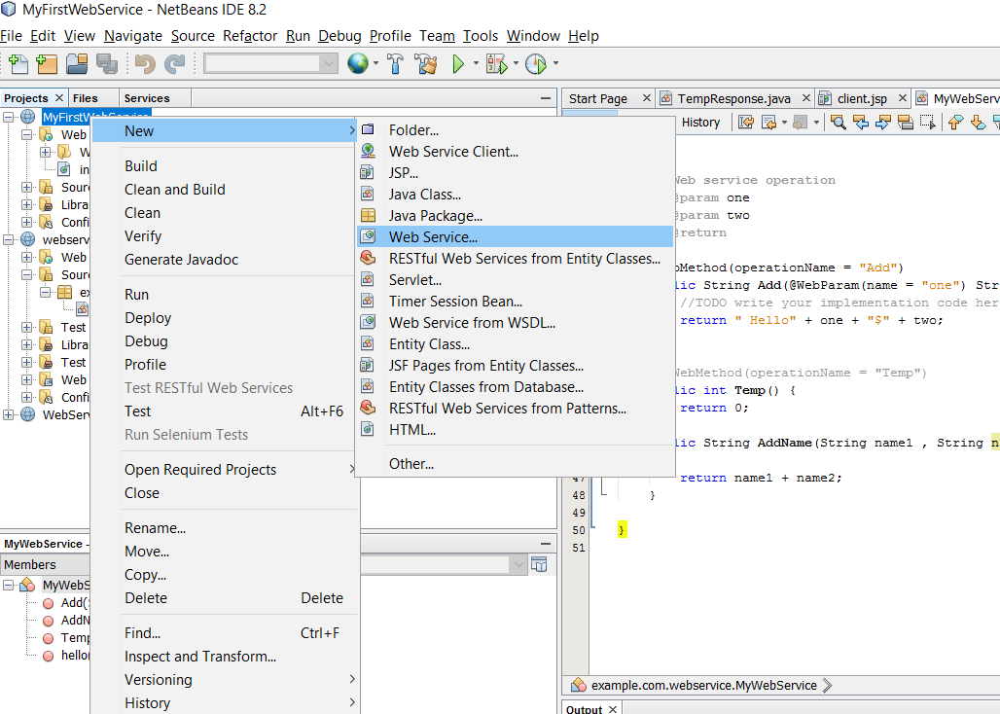 MyFirstWebService - NetBeans IDE 8.2
File Edit View Navigate Source Refactor Run Debug Profile Team Tools Window Help
Projects Files Services
MyFirstWebService
Web
W
in
Sour
Libra
Confi
webserv
Web
Sour
ex
Test
Libra
Test
Web
Confi
WebServ
New
Build
Clean and Build
Clean
Verify
Generate Javadoc
Run
Deploy
Debug
Profile
Test RESTful Web Services
Test Alt+F6
Run Selenium Tests
Open Required Projects
Close
Rename...
Move...
Copy...
Delete Delete
Find... Ctrl+F
Inspect and Transform...
Versioning
History
Folder...
Web Service Client...
JSP...
Java Class...
Java Package...
Web Service...
RESTful Web Services from Entity Classes...
Servlet...
Timer Session Bean...
Web Service from WSDL...
Entity Class...
JSF Pages from Entity Classes...
Entity Classes from Database...
RESTful Web Services from Patterns...
HTML...
Other...
Start Page TempResponse.java client.jsp MyWebServ
History
Web service operation
@param one
@param two
@return
bMethod(operationName = "Add")
lic String Add(@WebParam(name = "one") Str
//TODO write your implementation code her
return " Hello" + one + "$" + two;
WebMethod(operationName = "Temp")
lic int Temp() {
return 0;
lic String AddName(String name1 , String n
47 return name1 + name2;
48 }
49
50 }
51
MyWebService -
Members
MyWebS
Add(S
AddN
Temp
hello(
example.com.webservice.MyWebService
Output